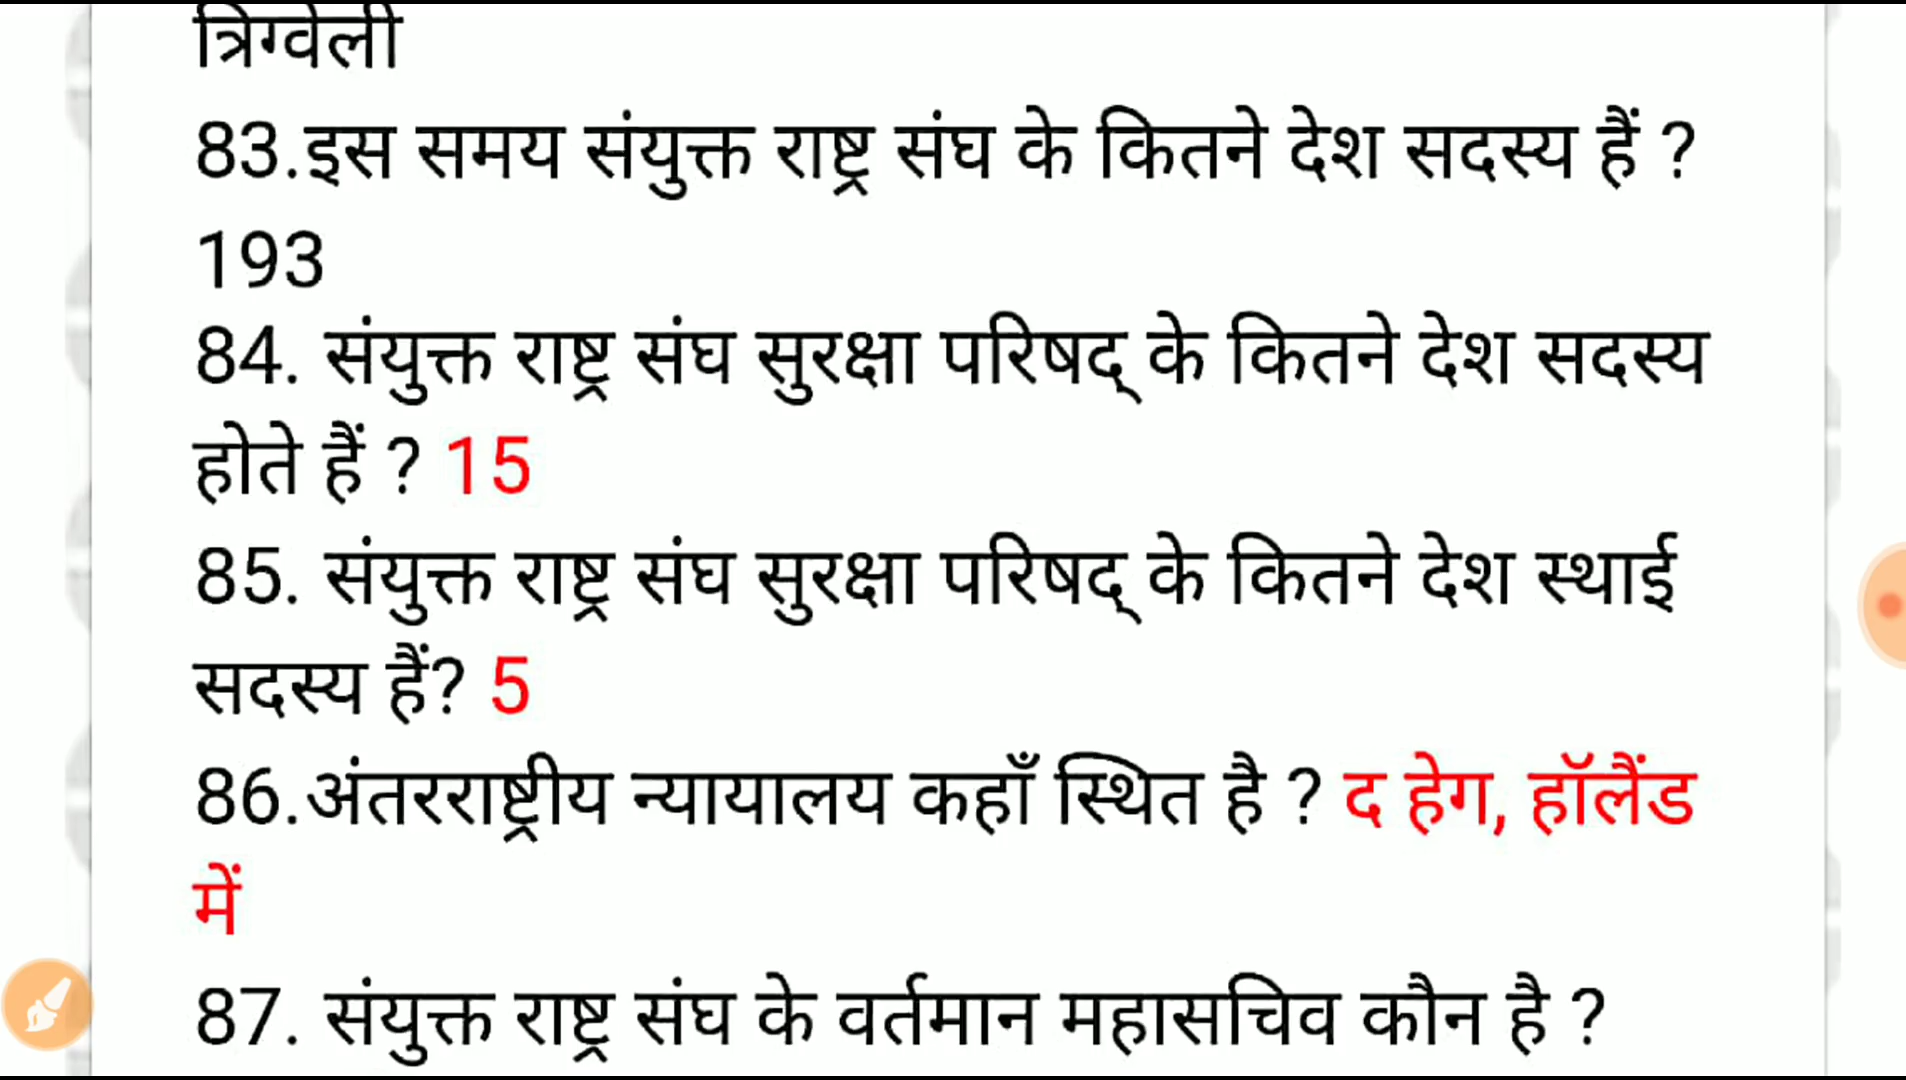 त्रिग्वेली
83.इस समय संयुक्त राष्ट्र संघ के कितने देश सदस्य हैं ?
193
84. संयुक्त राष्ट्र संघ सुरक्षा परिषद् के कितने देश सदस्य
होते हैं ? 15
85. संयुक्त राष्ट्र संघ सुरक्षा परिषद् के कितने देश स्थाई
सदस्य हैं? 5
86.अंतरराष्ट्रीय न्यायालय कहाँ स्थित है ? द हेग, हॉलैंड
में
87. संयुक्त राष्ट्र संघ के वर्तमान महासचिव कौन है ?